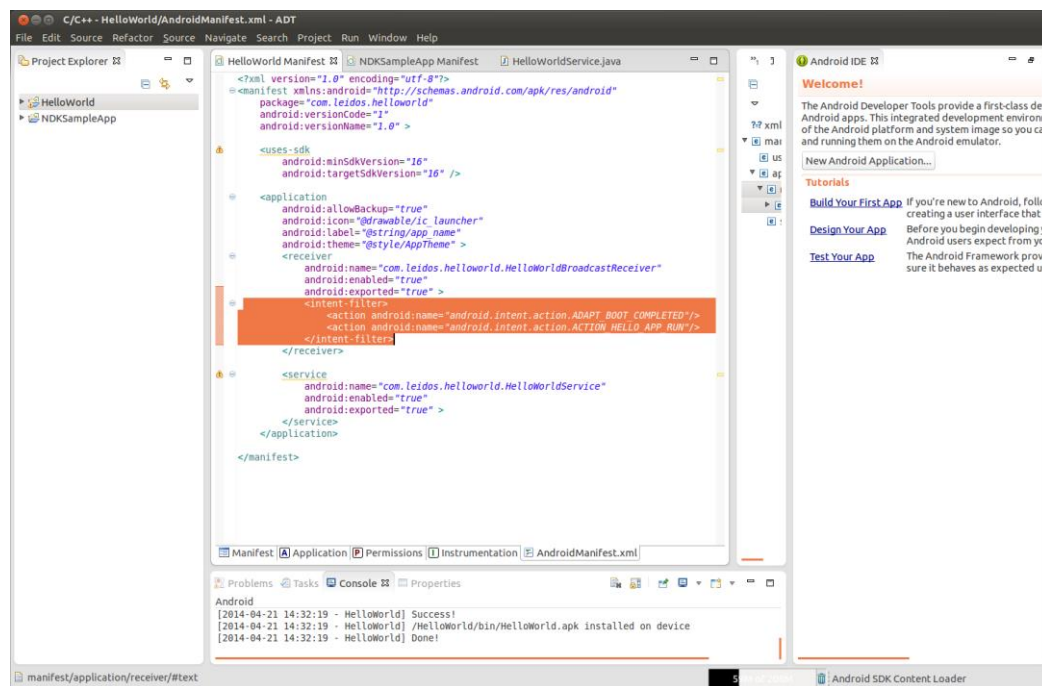 C/C++ - HelloWorld/AndroidManifest.xml - ADT
File Edit Source Refactor Source Navigate Search Project Run Window Help
Project Explorer
HelloWorld
NDKSampleApp
HelloWorld Manifest NDKSampleApp Manifest HelloWorldService.java
<?xml version="1.0" encoding="utf-8"?>
<manifest xmlns:android="http://schemas.android.com/apk/res/android"
package="com.leidos.helloworld"
android:versionCode="1"
android:versionName="1.0" >
<uses-sdk
android:minSdkVersion="16"
android:targetSdkVersion="16" />
<application
android:allowBackup="true"
android:icon="@drawable/ic_launcher"
android:label="@string/app_name"
android:theme="@style/AppTheme" >
<receiver
android:name="com.leidos.helloworld.HelloWorldBroadcastReceiver"
android:enabled="true"
android:exported="true" >
<intent-filter>
<action android:name="android.intent.action.ADAPT_BOOT_COMPLETED"/>
<action android:name="android.intent.action.ACTION_HELLO_APP_RUN"/>
</intent-filter>
</receiver>
<service
android:name="com.leidos.helloworld.HelloWorldService"
android:enabled="true"
android:exported="true" >
</service>
</application>
</manifest>
Manifest A Application P Permissions I Instrumentation AndroidManifest.xml
?-? xml
e mai
e us
e ap
e
e
e
Android IDE
Welcome!
The Android Developer Tools provide a first-class de
Android apps. This integrated development environ
of the Android platform and system image so you ca
and running them on the Android emulator.
New Android Application...
Tutorials
Build Your First App If you're new to Android, follo
creating a user interface that
Design Your App Before you begin developing
Android users expect from yo
Test Your App The Android Framework prov
sure it behaves as expected u
Problems Tasks Console Properties
Android
[2014-04-21 14:32:19 - HelloWorld] Success!
[2014-04-21 14:32:19 - HelloWorld] /HelloWorld/bin/HelloWorld.apk installed on device
[2014-04-21 14:32:19 - HelloWorld] Done!
manifest/application/receiver/#text
Android SDK Content Loader